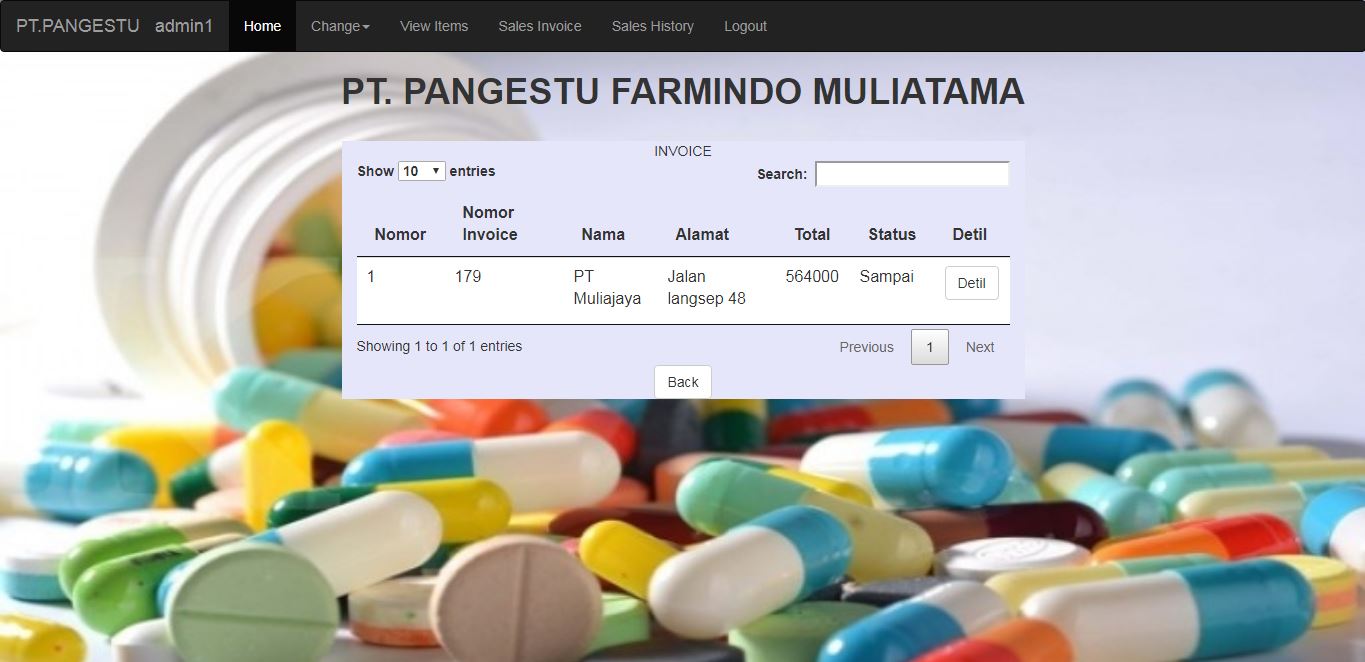 PT.PANGESTU admin1 Home Change View Items Sales Invoice Sales History Logout
PT. PANGESTU FARMINDO MULIATAMA
INVOICE
Show 10 entries
Search:
Nomor Nomor Invoice Nama Alamat Total Status Detil
1 179 PT Muliajaya Jalan langsep 48 564000 Sampai Detil
Showing 1 to 1 of 1 entries
Previous 1 Next
Back